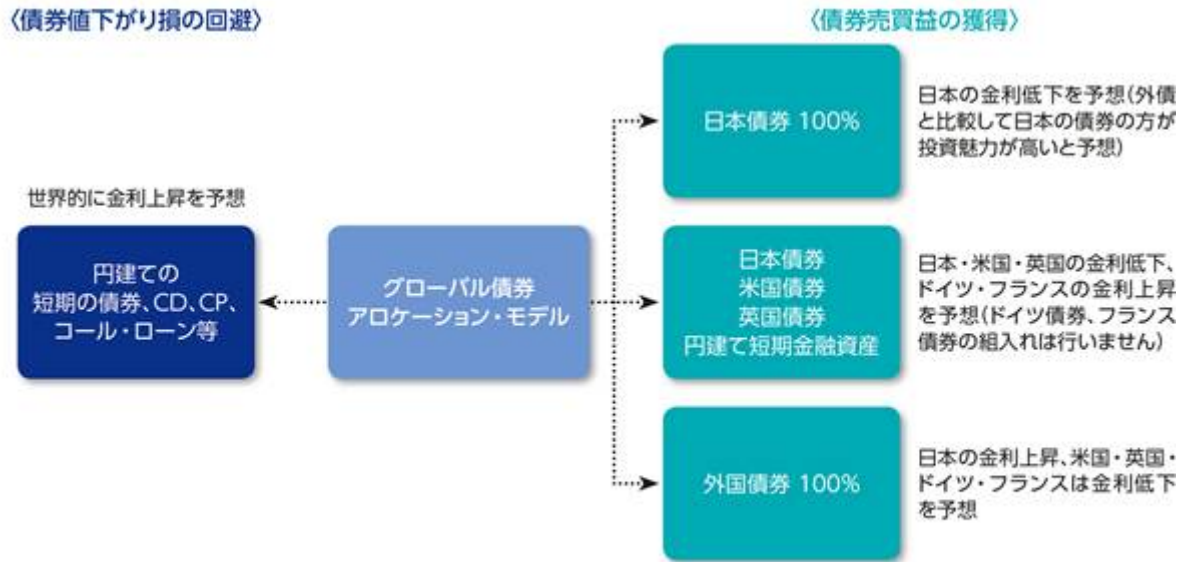 〈債券値下がり損の回避〉
〈債券売買益の獲得〉
世界的に金利上昇を予想
円建ての
短期の債券、CD、CP、
コール・ローン等
グローバル債券
アロケーション・モデル
日本債券 100%
日本の金利低下を予想(外債
と比較して日本の債券の方が
投資魅力が高いと予想)
日本債券
米国債券
英国債券
円建て短期金融資産
日本・米国・英国の金利低下、
ドイツ・フランスの金利上昇
を予想(ドイツ債券、フランス
債券の組入れは行いません)
外国債券 100%
日本の金利上昇、米国・英国・
ドイツ・フランスは金利低下
を予想